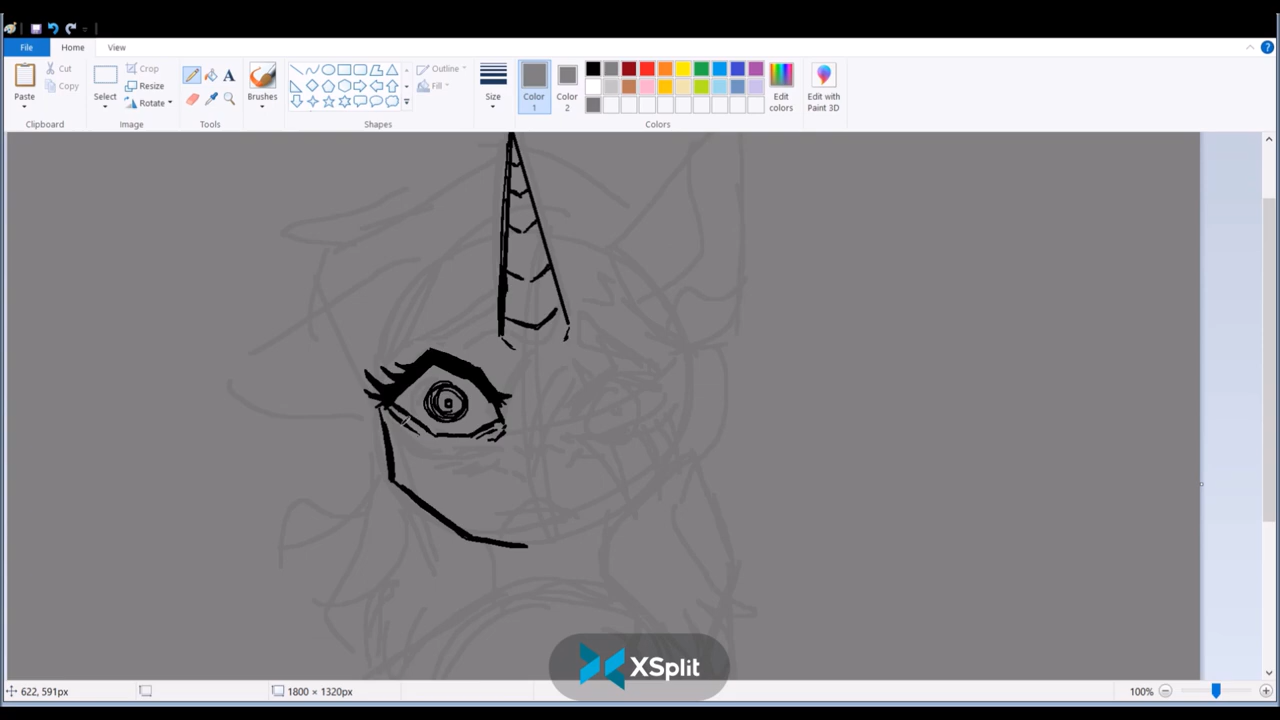 File
Home
View
Paste
Cut
Copy
Clipboard
Select
Crop
Resize
Rotate
Image
A
Tools
Brushes
Outline
Fill
Shapes
Size
Color
1
Color
2
Edit
colors
Colors
Edit with
Paint 3D
?
XSplit
622, 591px
1800 × 1320px
100%